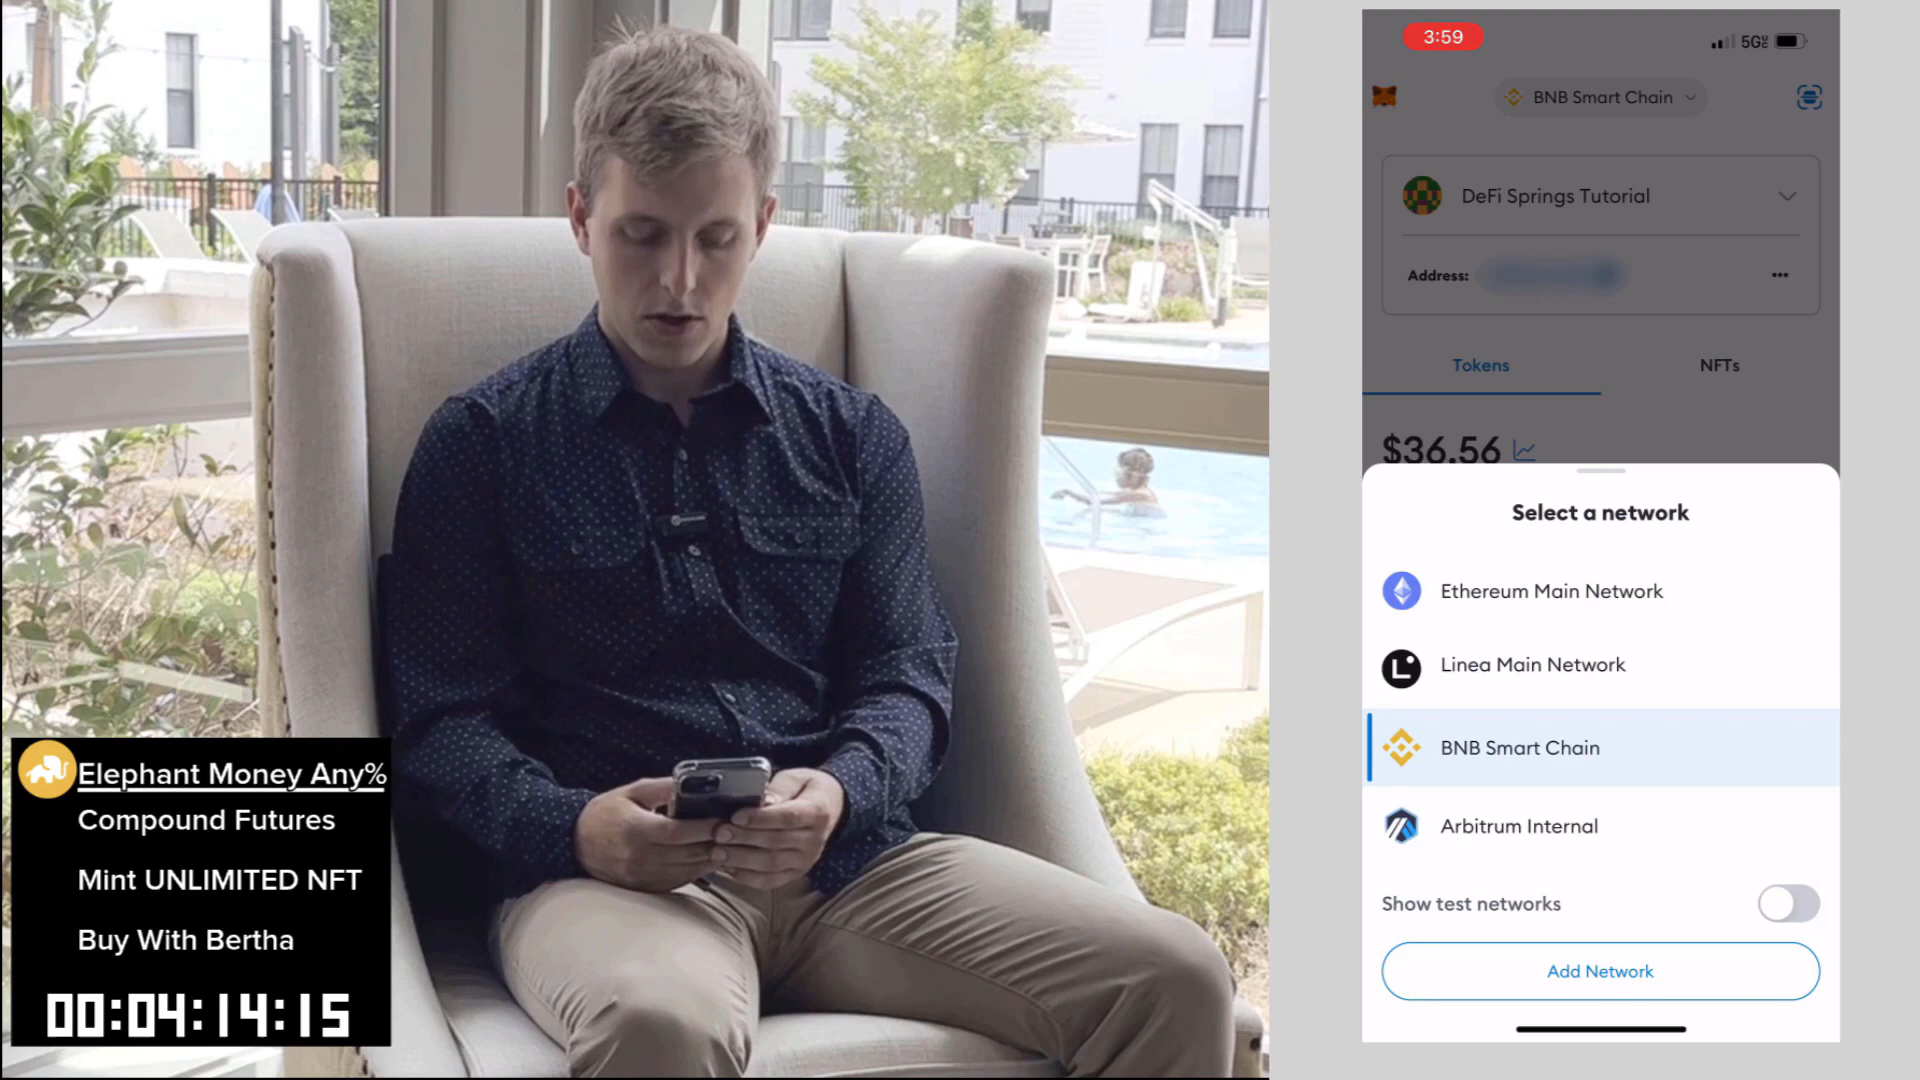 Elephant Money Any%
Compound Futures
Mint UNLIMITED NFT
Buy With Bertha
00:04:14:15
3:59
BNB Smart Chain
DeFi Springs Tutorial
Address:
Tokens
NFTs
$36.56
Select a network
Ethereum Main Network
Linea Main Network
BNB Smart Chain
Arbitrum Internal
Show test networks
Add Network